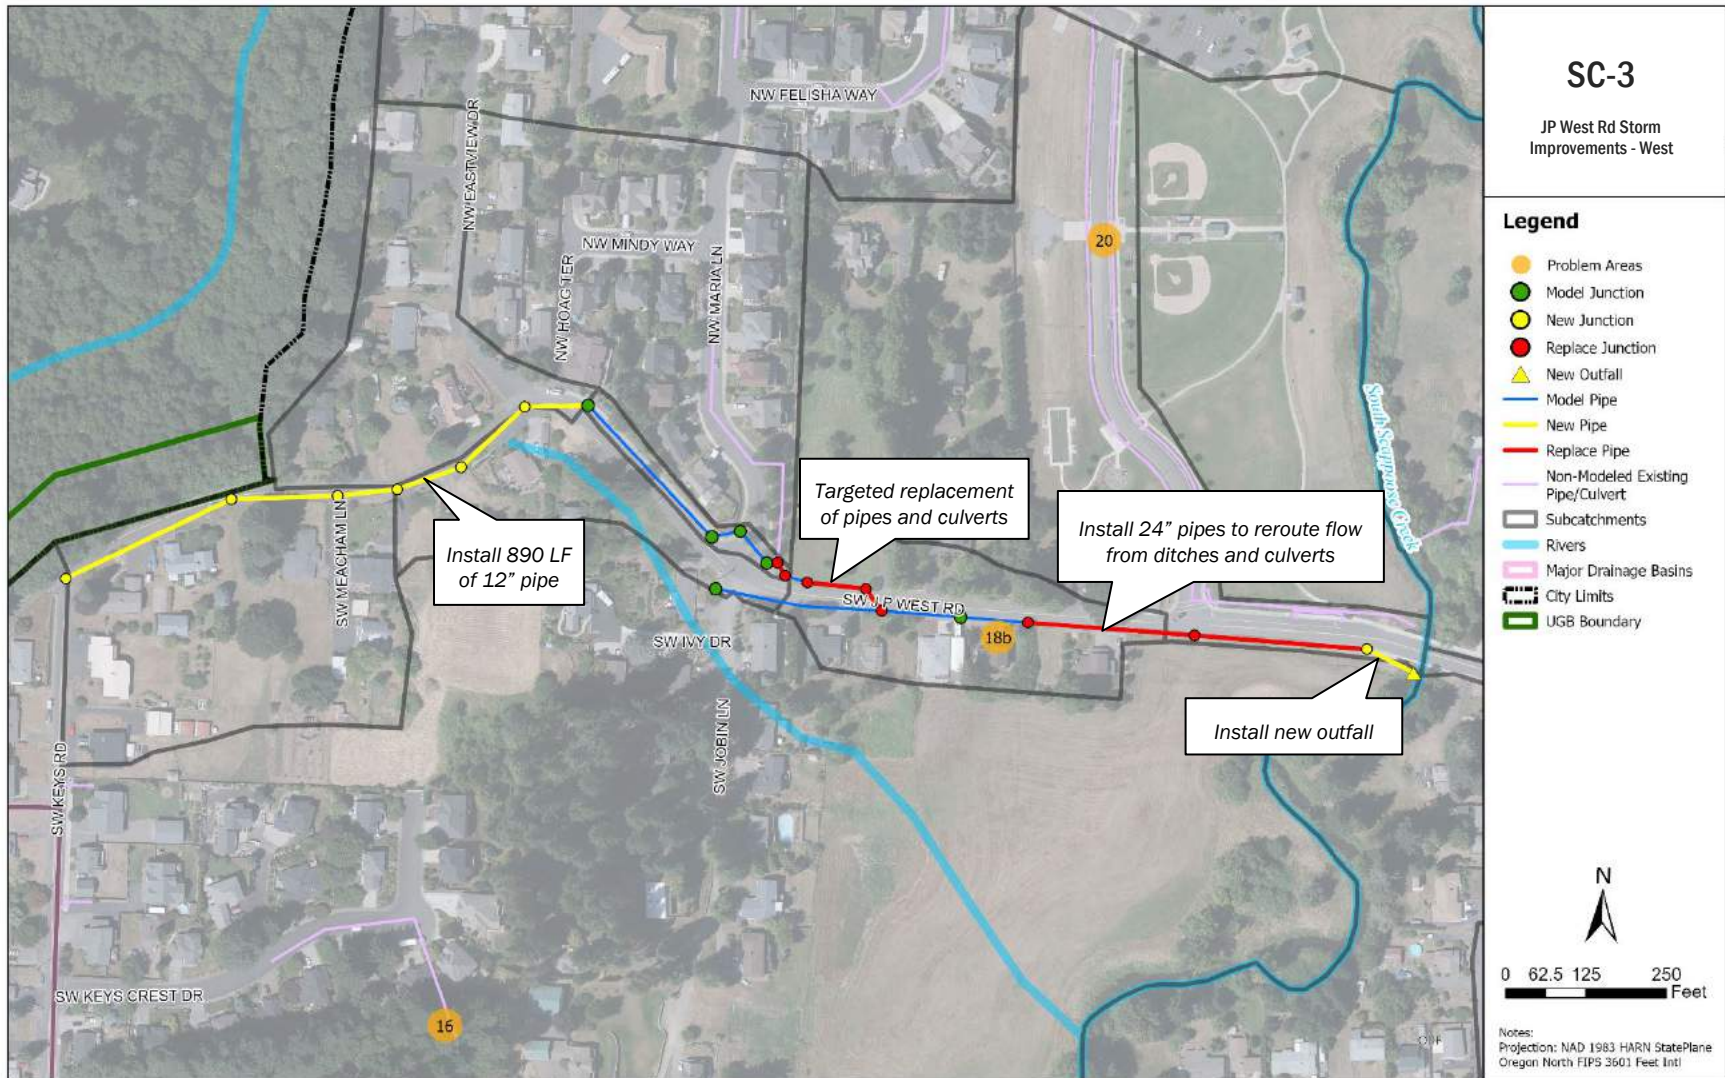 SC-3
JP West Rd Storm
Improvements - West
Legend
Problem Areas
Model Junction
New Junction
Replace Junction
New Outfall
Model Pipe
New Pipe
Replace Pipe
Non-Modeled Existing
Pipe/Culvert
Subcatchments
Rivers
Major Drainage Basins
City Limits
UGB Boundary
N
0 62.5 125 250
Feet
Notes:
Projection: NAD 1983 HARN StatePlane
Oregon North FIPS 3601 Feet Intl
NW FELISHA WAY
NW EASTVIEW DR
NW MINDY WAY
NW HOAG TER
NW MARIA LN
20
South Scappoose Creek
Targeted replacement
of pipes and culverts
Install 24" pipes to reroute flow
from ditches and culverts
Install 890 LF
of 12" pipe
SW MEACHAM LN
SW J P WEST RD
18b
SW IVY DR
Install new outfall
SW JOBIN LN
SW KEYS RD
SW KEYS CREST DR
16